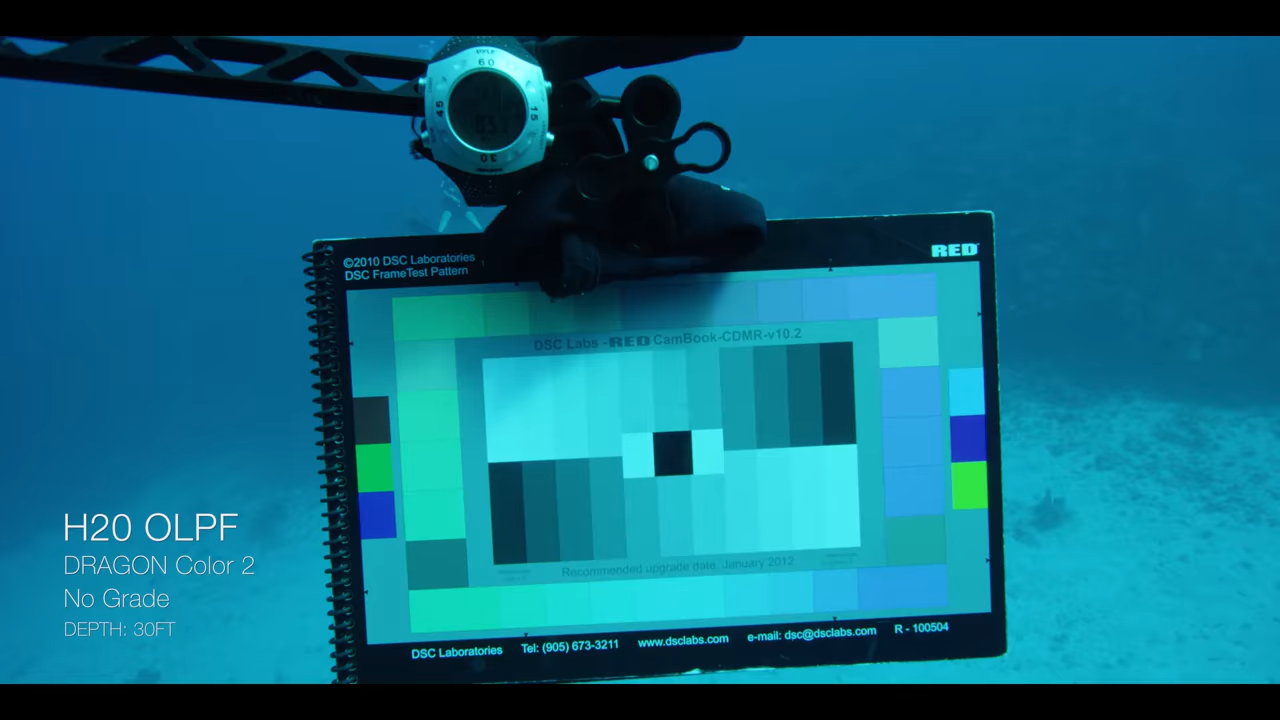 PYLE
60
45
15
30
©2010 DSC Laboratories
DSC FrameTest Pattern
RED
DSC Labs - RED CamBook-CDMR-v10.2
Recommended upgrade date January 2012
DSC Laboratories Tel: (905) 673-3211 www.dsclabs.com e-mail: dsc@dsclabs.com R - 100504
H20 OLPF
DRAGON Color 2
No Grade
DEPTH: 30FT